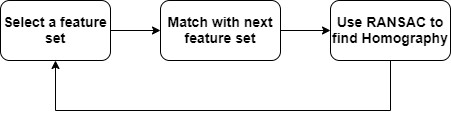 Select a feature
set
Match with next
feature set
Use RANSAC to
find Homography